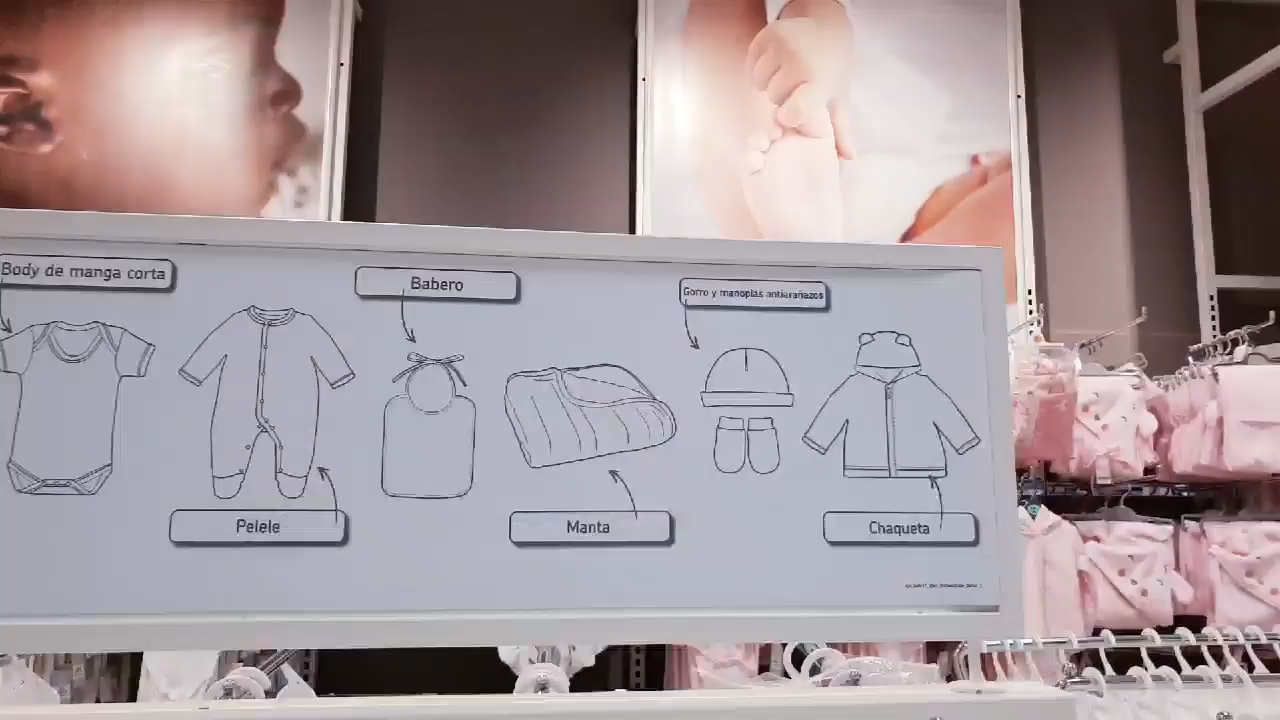 Body de manga corta
Babero
Gorro y manoplas antiarañazos
Pelele
Manta
Chaqueta